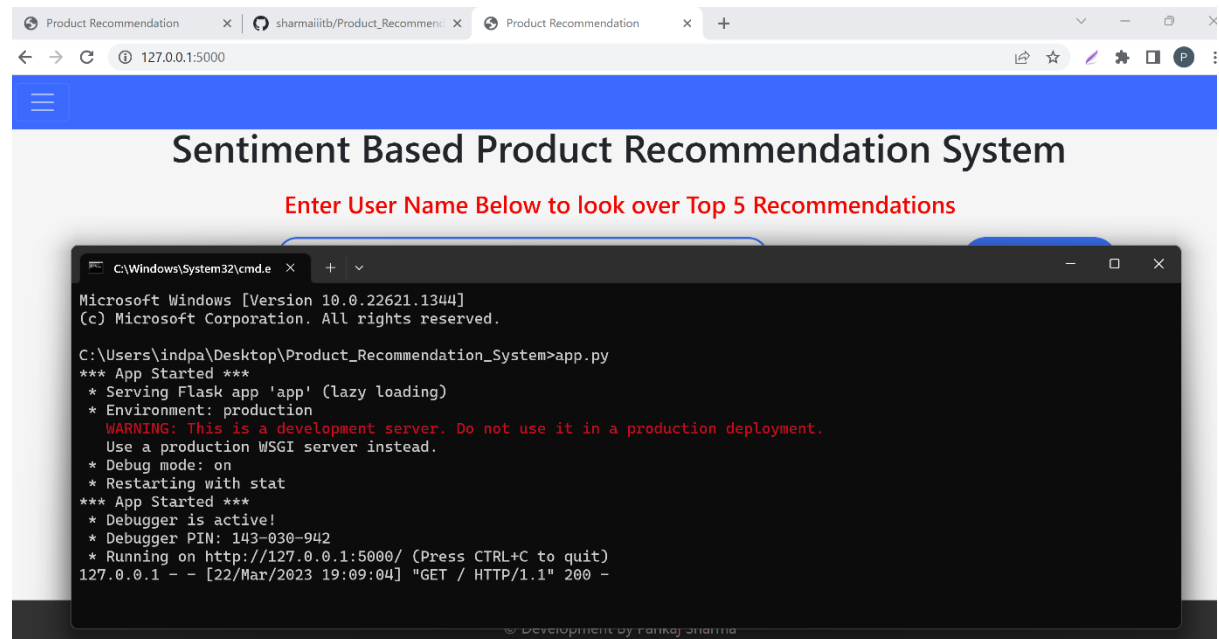 Product Recommendation
sharmaiiitb/Product_Recommend
Product Recommendation
127.0.0.1:5000
P
Sentiment Based Product Recommendation System
Enter User Name Below to look over Top 5 Recommendations
C:\Windows\System32\cmd.e
Microsoft Windows [Version 10.0.22621.1344]
(c) Microsoft Corporation. All rights reserved.
C:\Users\indpa\Desktop\Product_Recommendation_System>app.py
*** App Started ***
* Serving Flask app 'app' (lazy loading)
* Environment: production
WARNING: This is a development server. Do not use it in a production deployment.
Use a production WSGI server instead.
* Debug mode: on
* Restarting with stat
*** App Started ***
* Debugger is active!
* Debugger PIN: 143-030-942
* Running on http://127.0.0.1:5000/ (Press CTRL+C to quit)
127.0.0.1 - - [22/Mar/2023 19:09:04] "GET / HTTP/1.1" 200 -
© Development By Pankaj Sharma